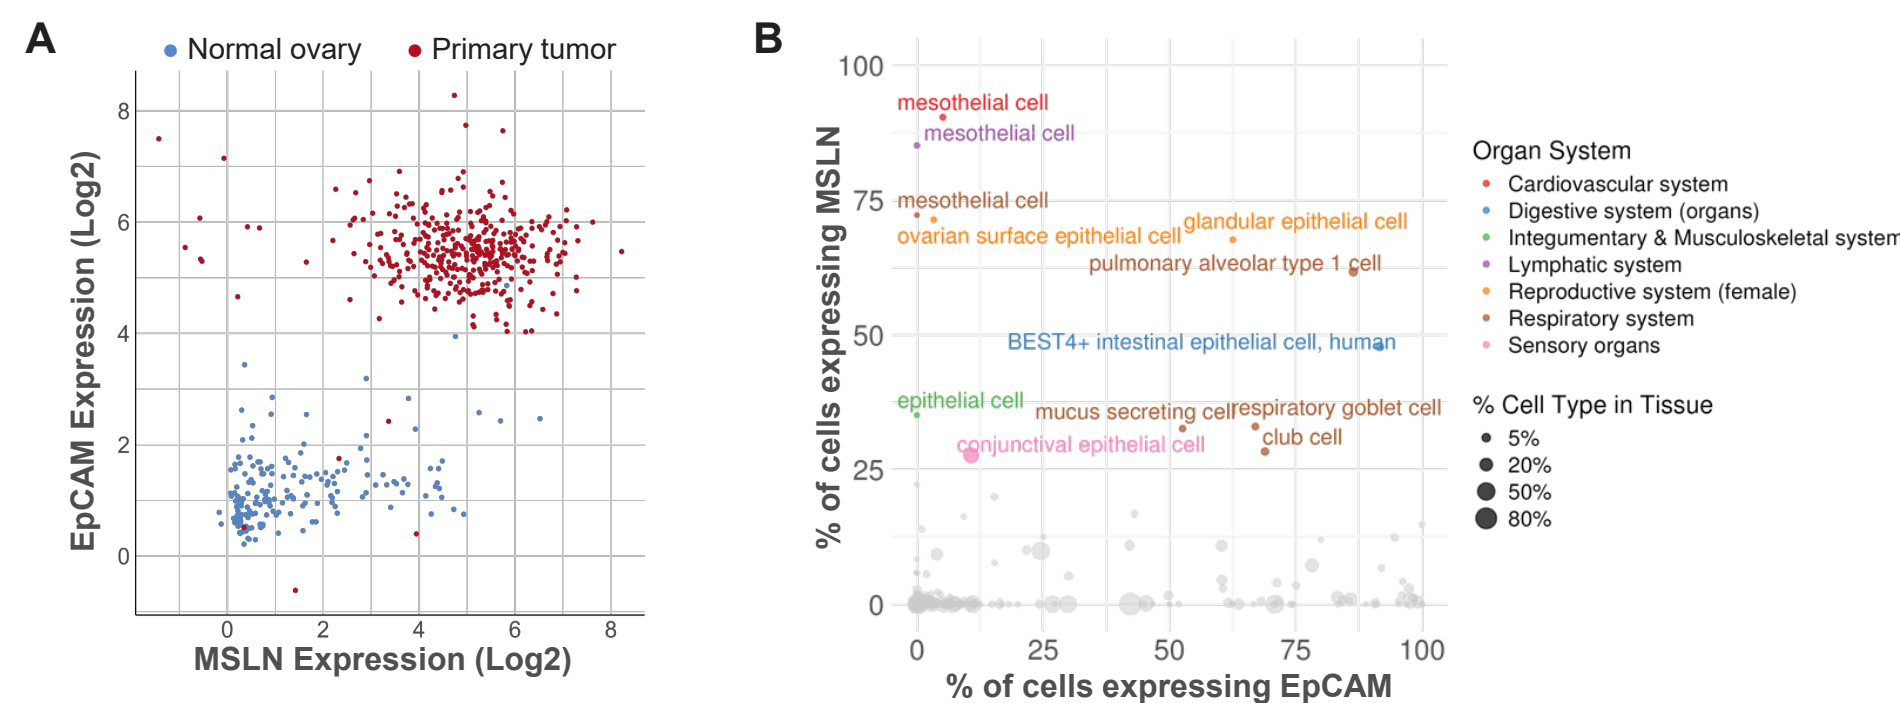 A
Normal ovary
Primary tumor
EpCAM Expression (Log2)
8
6
4
2
0
0
2
4
6
8
MSLN Expression (Log2)
B
% of cells expressing MSLN
100
75
50
25
0
mesothelial cell
mesothelial cell
mesothelial cell
glandular epithelial cell
ovarian surface epithelial cell
pulmonary alveolar type 1 cell
BEST4+ intestinal epithelial cell, human
epithelial cell
mucus secreting cell
respiratory goblet cell
club cell
conjunctival epithelial cell
0
25
50
75
100
% of cells expressing EpCAM
Organ System
Cardiovascular system
Digestive system (organs)
Integumentary & Musculoskeletal system
Lymphatic system
Reproductive system (female)
Respiratory system
Sensory organs
% Cell Type in Tissue
5%
20%
50%
80%